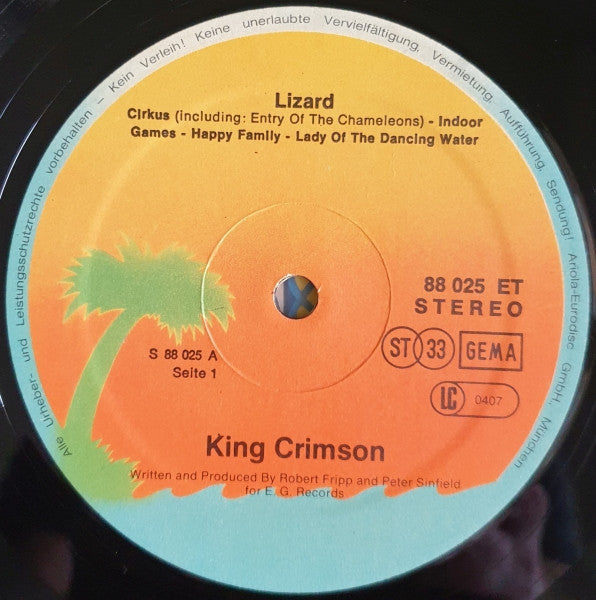 Alle Urheber- und Leistungsschutzrechte vorbehalten – Kein Verleih! Keine unerlaubte Vervielfältigung, Vermietung, Aufführung, Sendung! Ariola-Eurodisc GmbH, München
Lizard
Cirkus (including: Entry Of The Chameleons) - Indoor
Games - Happy Family - Lady Of The Dancing Water
88 025 ET
STEREO
S 88 025 A
Seite 1
ST 33 GEMA
LC 0407
King Crimson
Written and Produced By Robert Fripp and Peter Sinfield
for E. G. Records